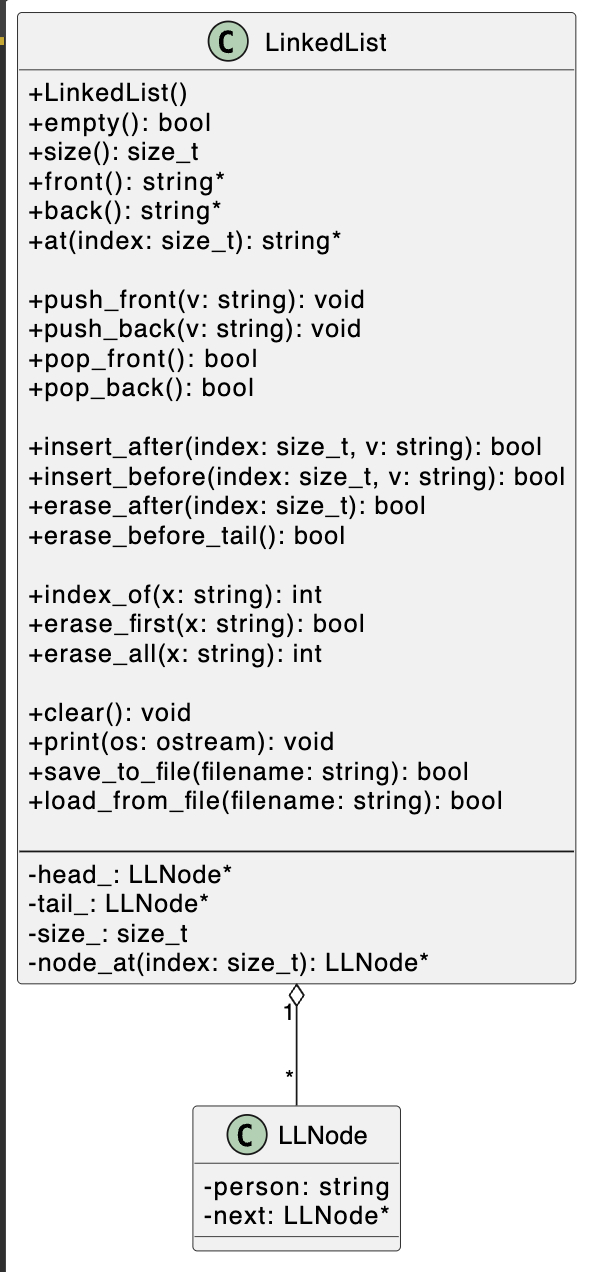 C LinkedList
+LinkedList()
+empty(): bool
+size(): size_t
+front(): string*
+back(): string*
+at(index: size_t): string*
+push_front(v: string): void
+push_back(v: string): void
+pop_front(): bool
+pop_back(): bool
+insert_after(index: size_t, v: string): bool
+insert_before(index: size_t, v: string): bool
+erase_after(index: size_t): bool
+erase_before_tail(): bool
+index_of(x: string): int
+erase_first(x: string): bool
+erase_all(x: string): int
+clear(): void
+print(os: ostream): void
+save_to_file(filename: string): bool
+load_from_file(filename: string): bool
-head_: LLNode*
-tail_: LLNode*
-size_: size_t
-node_at(index: size_t): LLNode*
1
*
C LLNode
-person: string
-next: LLNode*